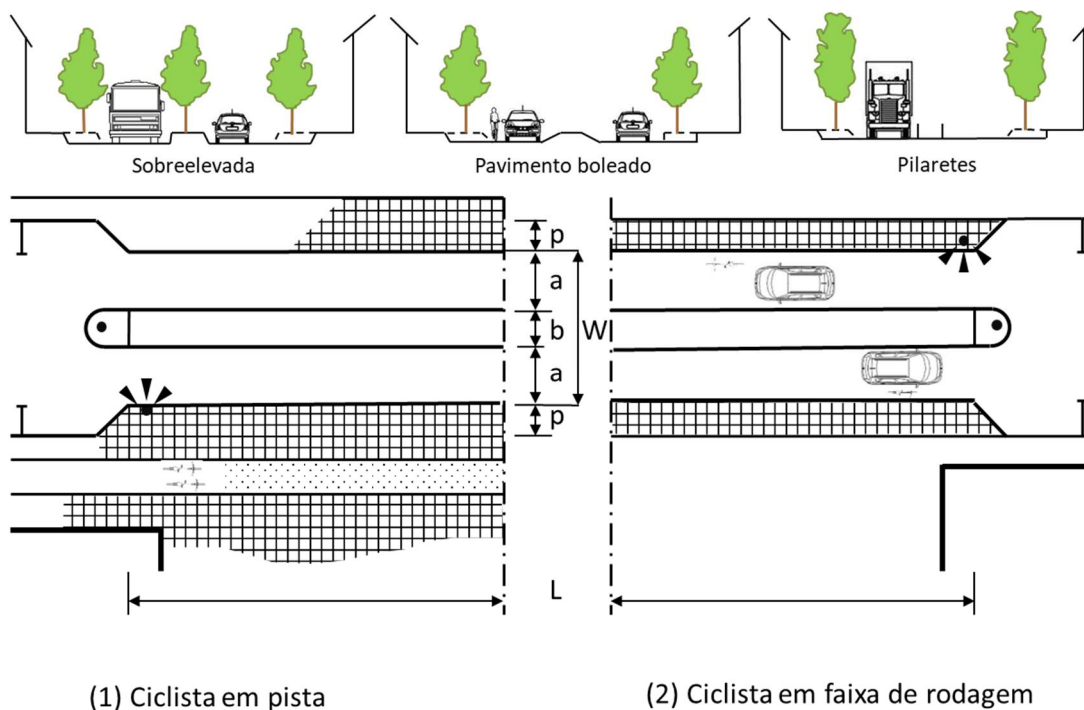 Sobreelevada
Pavimento boleado
Pilaretes
p
a
b W
a
p
L
(1) Ciclista em pista
(2) Ciclista em faixa de rodagem